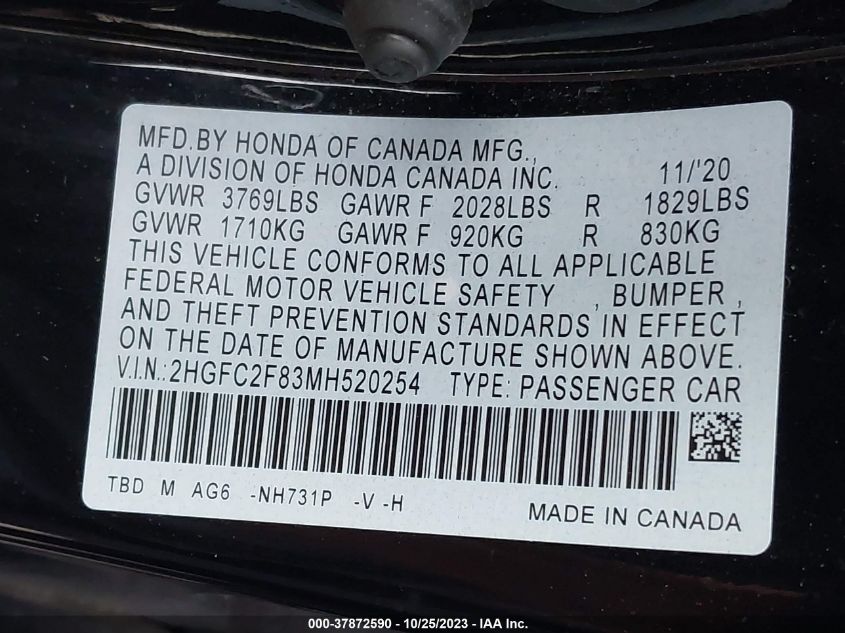 MFD.BY HONDA OF CANADA MFG.,
A DIVISION OF HONDA CANADA INC. 11/'20
GVWR 3769LBS GAWR F 2028LBS R 1829LBS
GVWR 1710KG GAWR F 920KG R 830KG
THIS VEHICLE CONFORMS TO ALL APPLICABLE
FEDERAL MOTOR VEHICLE SAFETY , BUMPER ,
AND THEFT PREVENTION STANDARDS IN EFFECT
ON THE DATE OF MANUFACTURE SHOWN ABOVE.
V.I.N.:2HGFC2F83MH520254 TYPE: PASSENGER CAR
TBD M AG6 -NH731P -V -H
MADE IN CANADA
000-37872590 - 10/25/2023 - IAA Inc.